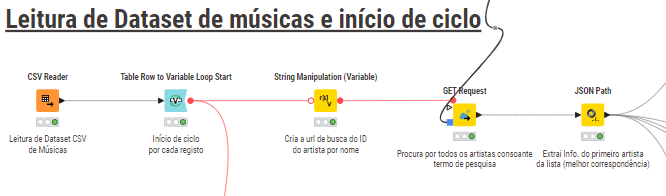 Leitura de Dataset de músicas e início de ciclo
CSV Reader
Table Row to Variable Loop Start
String Manipulation (Variable)
GET Request
JSON Path
Leitura de Dataset CSV
de Músicas
Início de ciclo
por cada registo
Cria a url de busca do ID
do artista por nome
Procura por todos os artistas consoante
termo de pesquisa
Extrai Info. do primeiro artista
da lista (melhor correspondência)